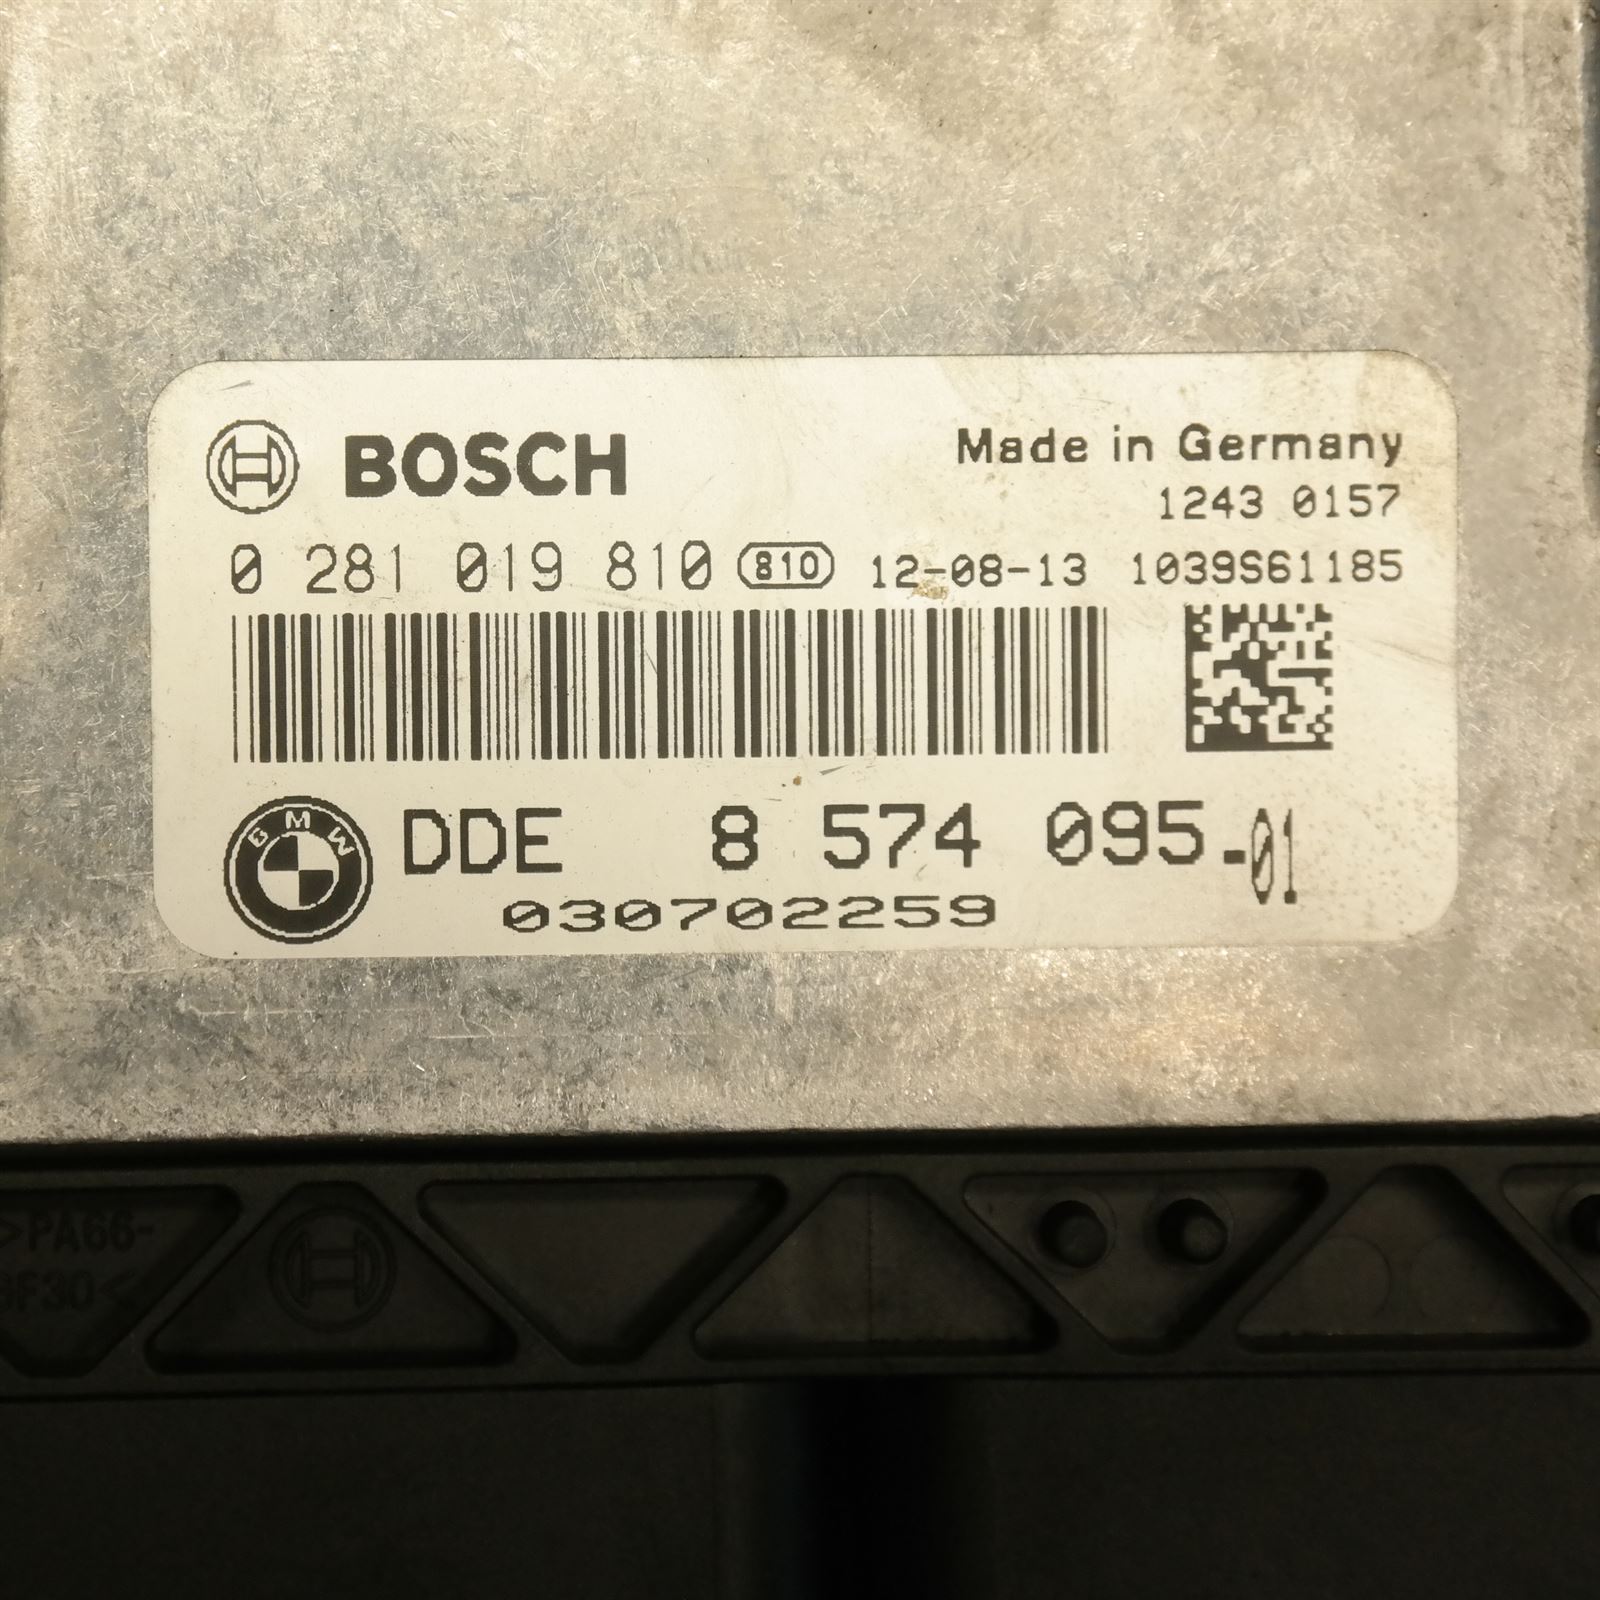 BOSCH
Made in Germany
1243 0157
0 281 019 810 810 12-08-13 1039S61185
BMW DDE 8 574 095-01
030702259
>PA66-
GF30<